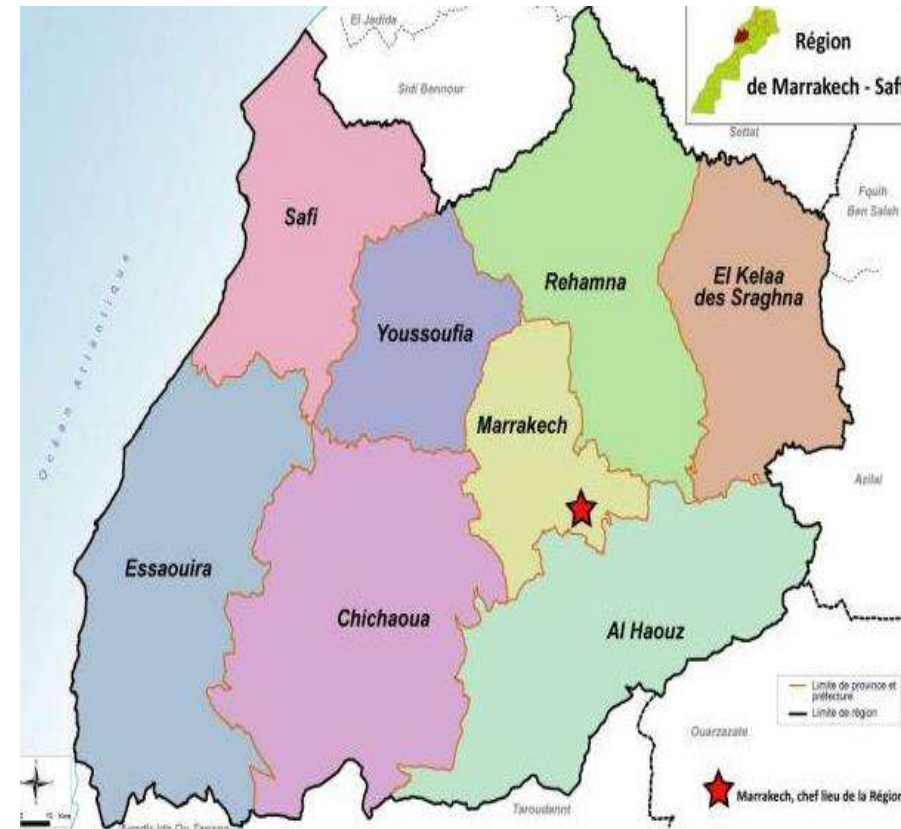 El Jadida
Région
de Marrakech - Safi
Sidi Bennour
Settat
Fquih
Ben Salah
Safi
El Kelaa
des Sraghna
Rehamna
Youssoufia
Océan Atlantique
Marrakech
Azilal
Essaouira
Chichaoua
Al Haouz
Limite de province et
préfecture
Limite de région
Ouarzazate
Marrakech, chef lieu de la Région
Taroudannt